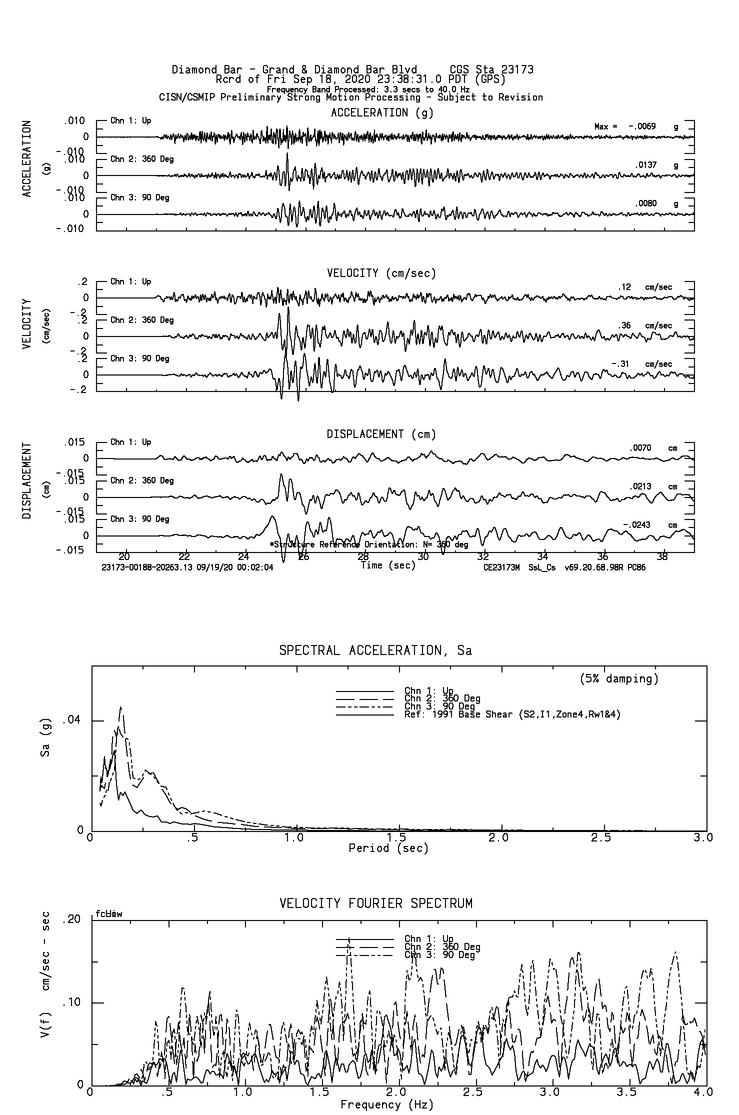 Diamond Bar - Grand & Diamond Bar Blvd CGS Sta 23173
Rcrd of Fri Sep 18, 2020 23:38:31.0 PDT (GPS)
Frequency Band Processed: 3.3 secs to 40.0 Hz
CISN/CSMIP Preliminary Strong Motion Processing - Subject to Revision
ACCELERATION (g)
ACCELERATION
(g)
.010
0
-.010
Chn 1: Up
Max = -.0069 g
.010
0
-.010
Chn 2: 360 Deg
.0137 g
.010
0
-.010
Chn 3: 90 Deg
.0080 g
VELOCITY (cm/sec)
VELOCITY
(cm/sec)
.2
0
-.2
Chn 1: Up
.12 cm/sec
.2
0
-.2
Chn 2: 360 Deg
.36 cm/sec
.2
0
-.2
Chn 3: 90 Deg
-.31 cm/sec
DISPLACEMENT (cm)
DISPLACEMENT
(cm)
.015
0
-.015
Chn 1: Up
.0070 cm
.015
0
-.015
Chn 2: 360 Deg
.0213 cm
.015
0
-.015
Chn 3: 90 Deg
-.0243 cm
*Structure Reference Orientation: N= 360 deg
20 22 24 26 28 30 32 34 36 38
Time (sec)
23173-00188-20263.13 09/19/20 00:02:04
CE23173M SsL_Cs v69.20.68.98R PC86
SPECTRAL ACCELERATION, Sa
(5% damping)
Chn 1: Up
Chn 2: 360 Deg
Chn 3: 90 Deg
Ref: 1991 Base Shear (S2,I1,Zone4,Rw1&4)
Sa (g)
.04
0
0 .5 1.0 1.5 2.0 2.5 3.0
Period (sec)
VELOCITY FOURIER SPECTRUM
Chn 1: Up
Chn 2: 360 Deg
Chn 3: 90 Deg
V(f) cm/sec - sec
.20
.10
0
0 .5 1.0 1.5 2.0 2.5 3.0 3.5 4.0
Frequency (Hz)